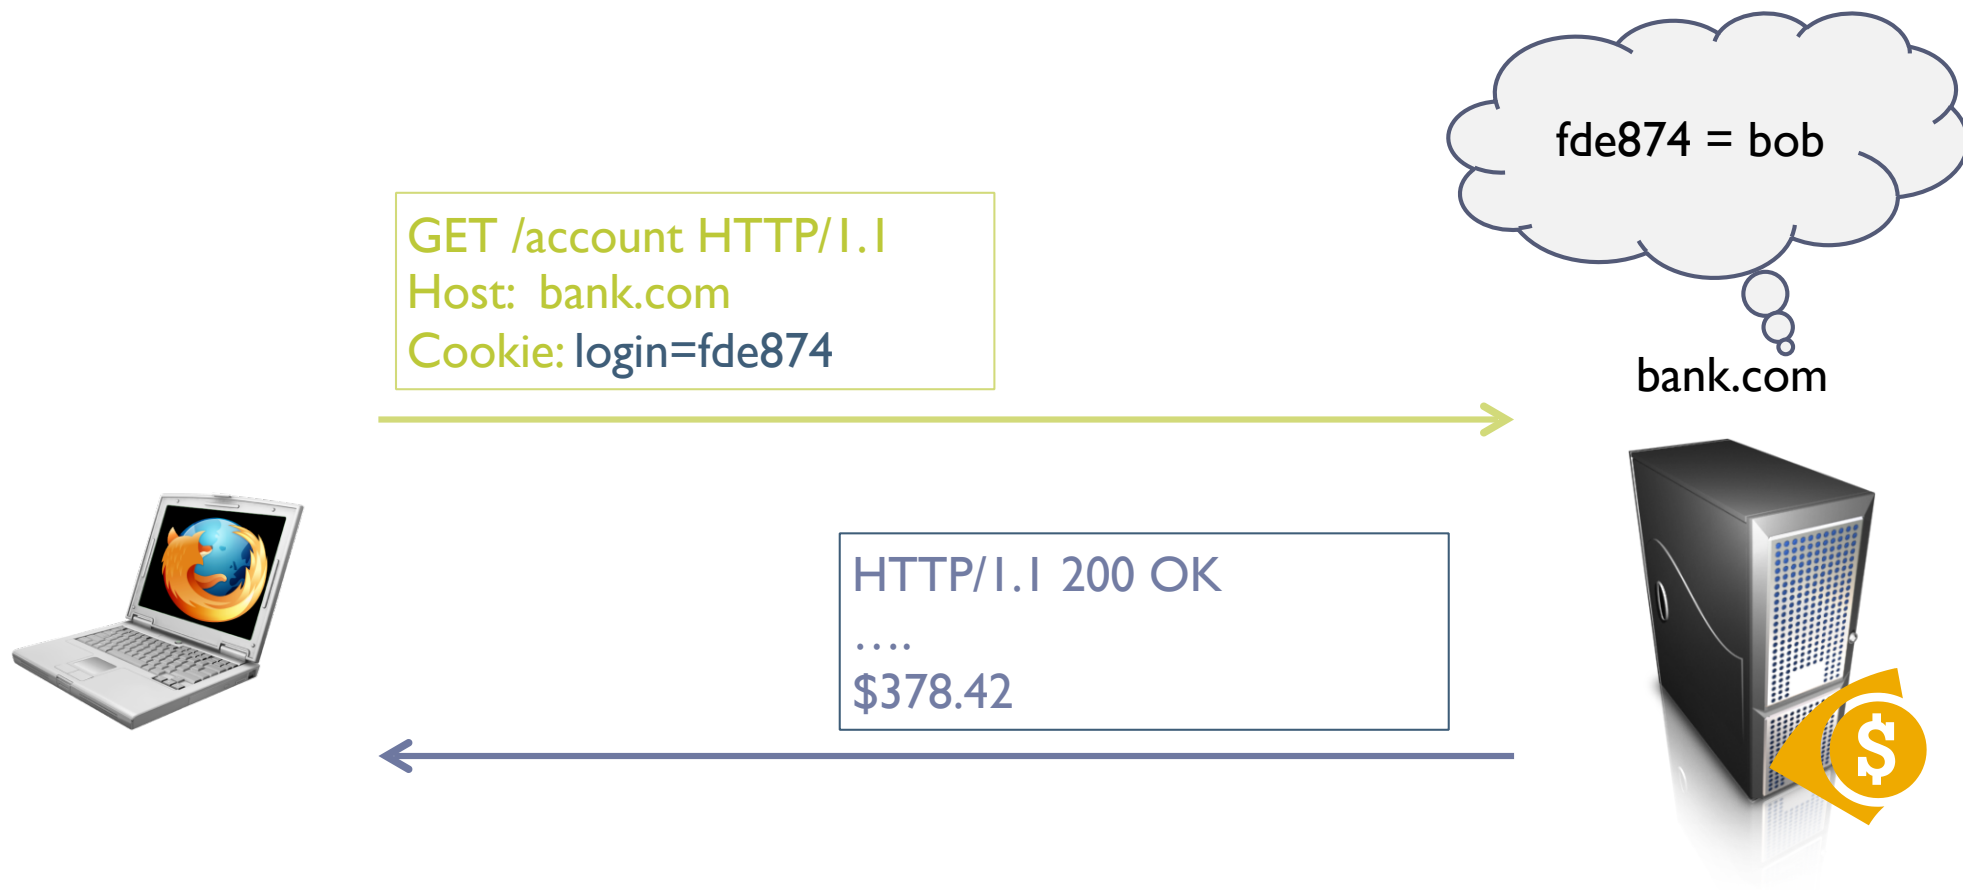 fde874 = bob
GET /account HTTP/1.1
Host: bank.com
Cookie: login=fde874
bank.com
HTTP/1.1 200 OK
....
$378.42
$